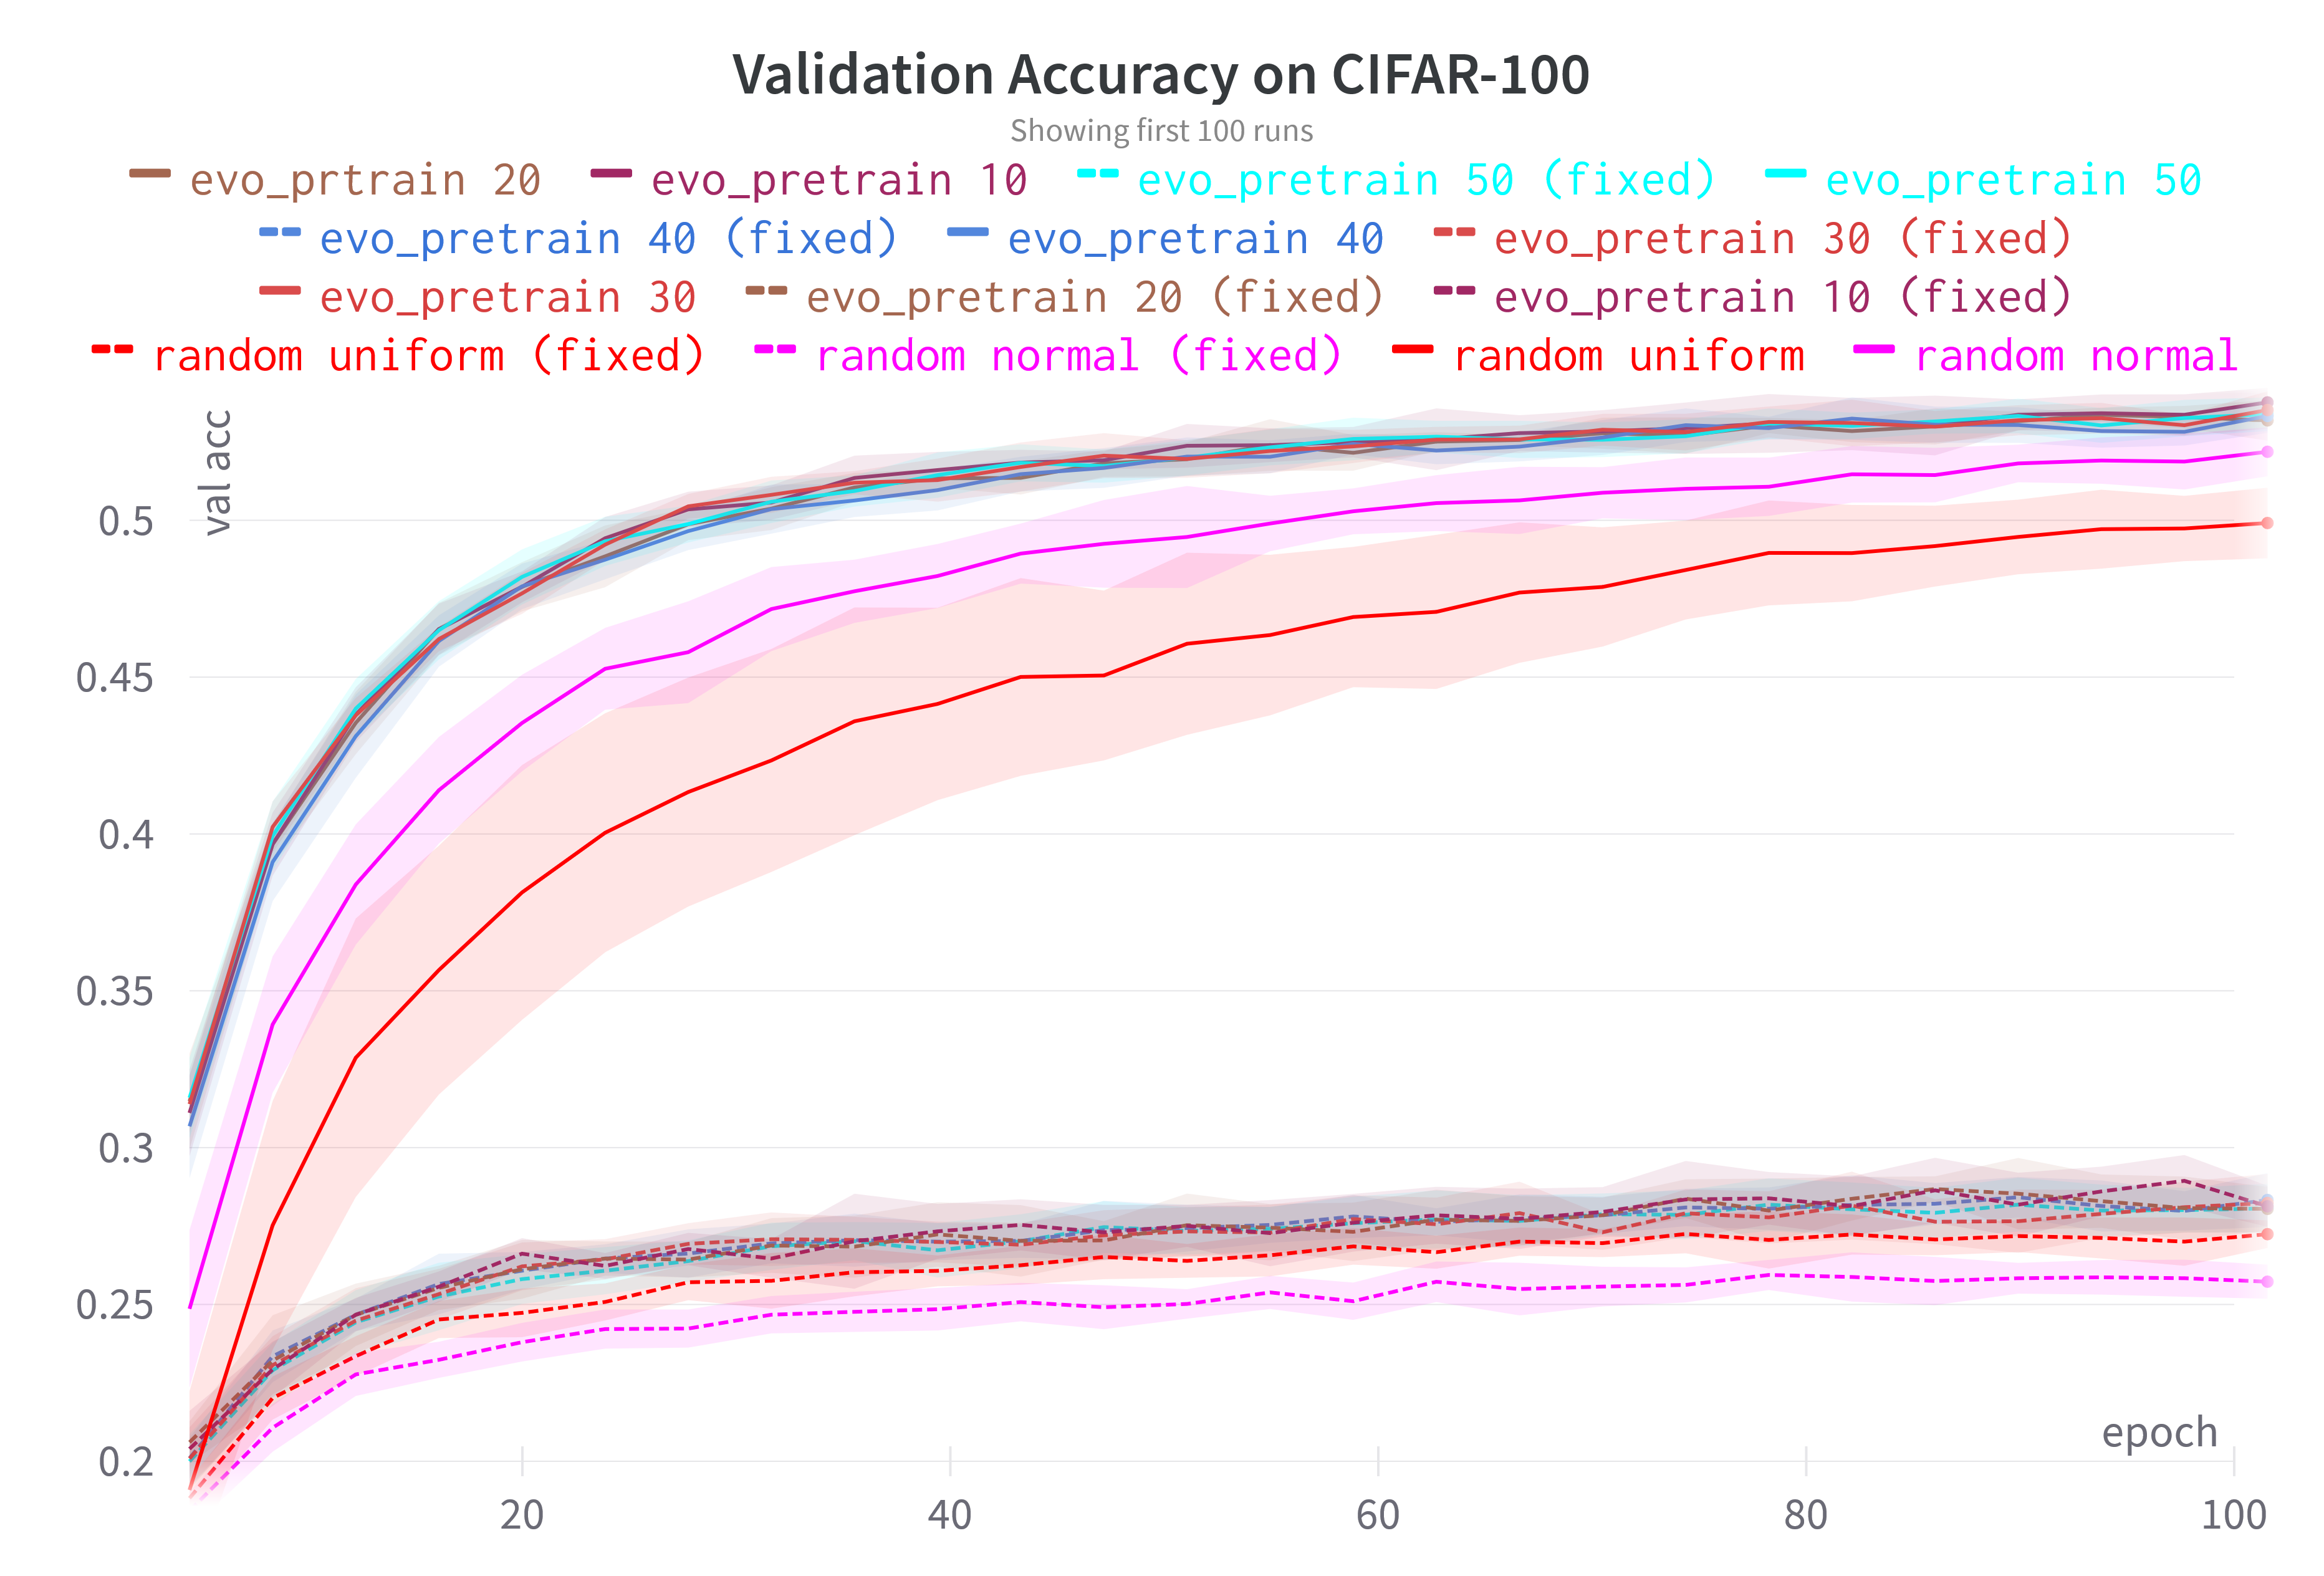 Validation Accuracy on CIFAR-100
Showing first 100 runs
evo_prtrain 20 evo_pretrain 10 evo_pretrain 50 (fixed) evo_pretrain 50
evo_pretrain 40 (fixed) evo_pretrain 40 evo_pretrain 30 (fixed)
evo_pretrain 30 evo_pretrain 20 (fixed) evo_pretrain 10 (fixed)
random uniform (fixed) random normal (fixed) random uniform random normal
val acc
0.5
0.45
0.4
0.35
0.3
0.25
0.2
epoch
20 40 60 80 100